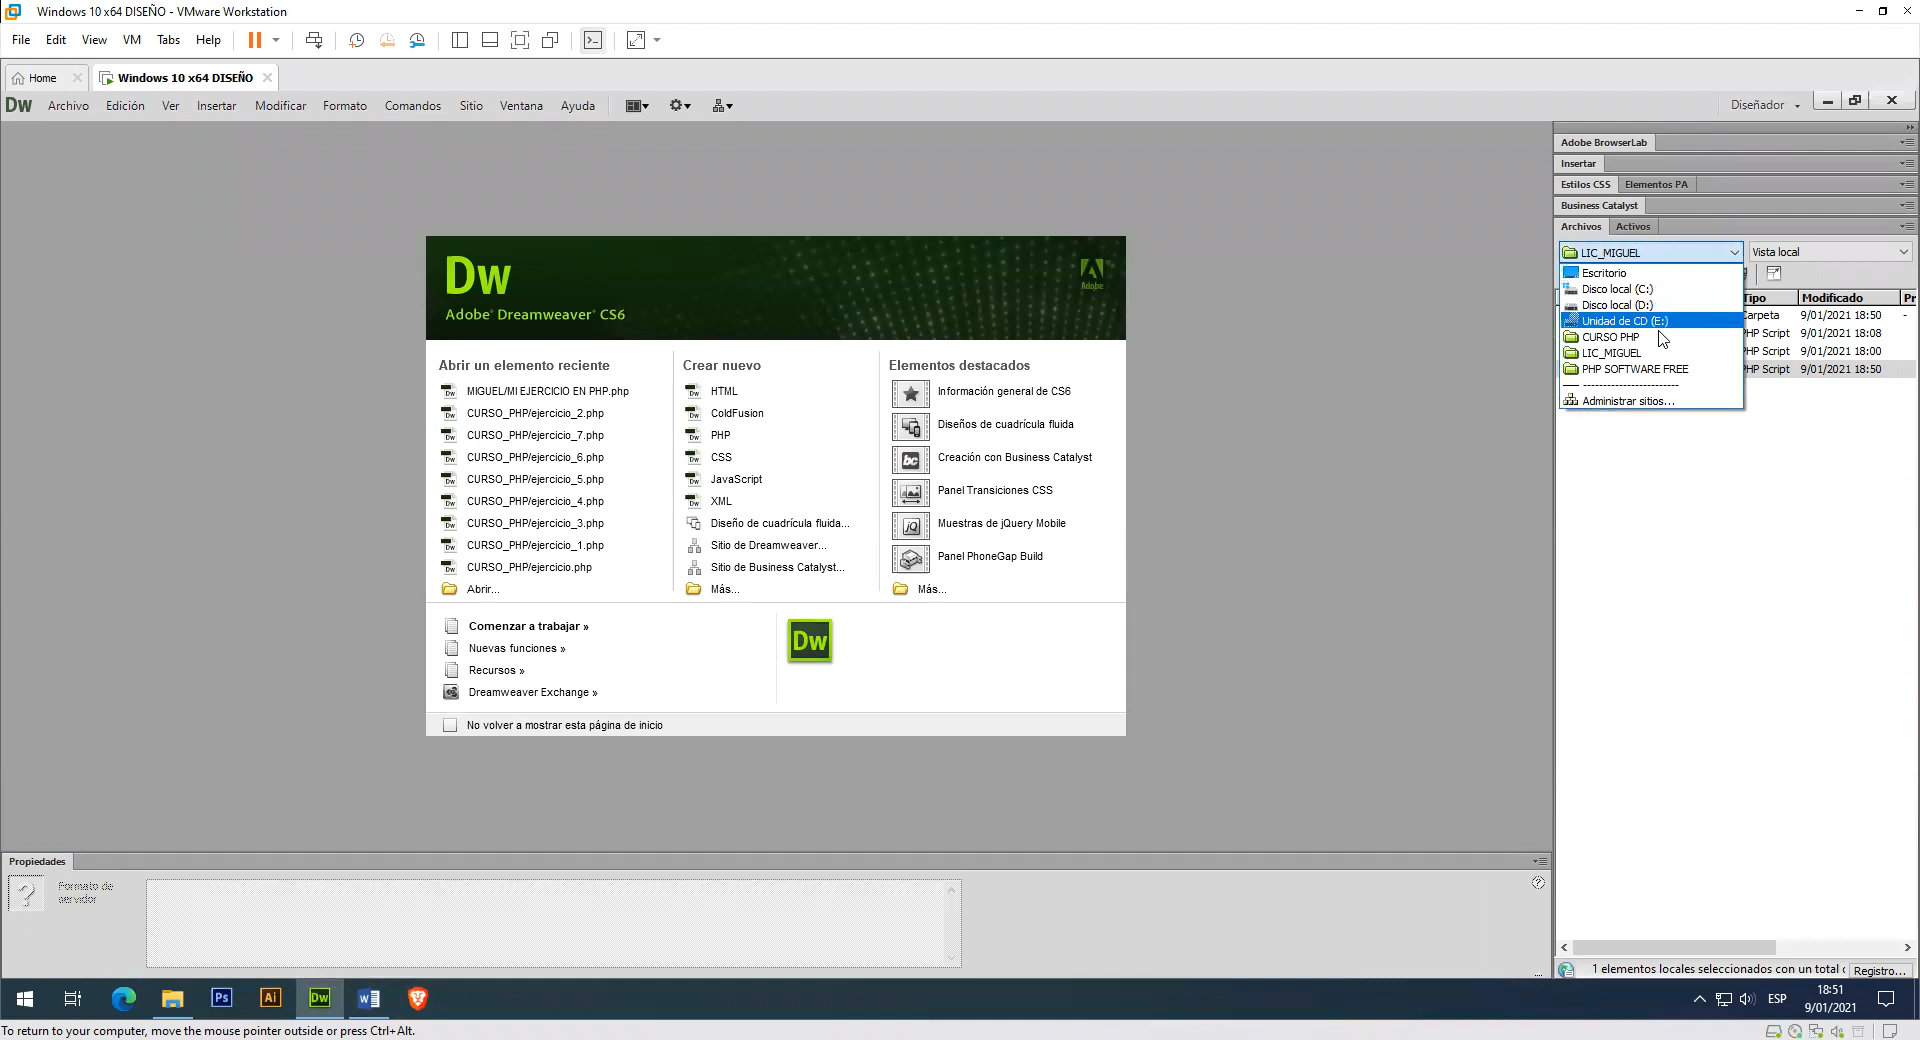 Windows 10 x64 DISEÑO - VMware Workstation
File Edit View VM Tabs Help
Home Windows 10 x64 DISEÑO
Dw Archivo Edición Ver Insertar Modificar Formato Comandos Sitio Ventana Ayuda Diseñador
Adobe BrowserLab
Insertar
Estilos CSS Elementos PA
Business Catalyst
Archivos Activos
LIC_MIGUEL Vista local
Escritorio
Disco local (C:)
Disco local (D:)
Unidad de CD (E:)
CURSO PHP
LIC_MIGUEL
PHP SOFTWARE FREE
Administrar sitios...
Tipo Modificado Pr
Carpeta 9/01/2021 18:50 -
PHP Script 9/01/2021 18:08
PHP Script 9/01/2021 18:00
PHP Script 9/01/2021 18:50
Dw
Adobe® Dreamweaver® CS6
Adobe
Abrir un elemento reciente
MIGUEL/MI EJERCICIO EN PHP.php
CURSO_PHP/ejercicio_2.php
CURSO_PHP/ejercicio_7.php
CURSO_PHP/ejercicio_6.php
CURSO_PHP/ejercicio_5.php
CURSO_PHP/ejercicio_4.php
CURSO_PHP/ejercicio_3.php
CURSO_PHP/ejercicio_1.php
CURSO_PHP/ejercicio.php
Abrir...
Crear nuevo
HTML
ColdFusion
PHP
CSS
JavaScript
XML
Diseño de cuadrícula fluida...
Sitio de Dreamweaver...
Sitio de Business Catalyst...
Más...
Elementos destacados
Información general de CS6
Diseños de cuadrícula fluida
Creación con Business Catalyst
Panel Transiciones CSS
Muestras de jQuery Mobile
Panel PhoneGap Build
Más...
Comenzar a trabajar »
Nuevas funciones »
Recursos »
Dreamweaver Exchange »
Dw
No volver a mostrar esta página de inicio
Propiedades
Formato de
servidor
1 elementos locales seleccionados con un total Registro...
Ps Ai Dw W
ESP
18:51
9/01/2021
To return to your computer, move the mouse pointer outside or press Ctrl+Alt.